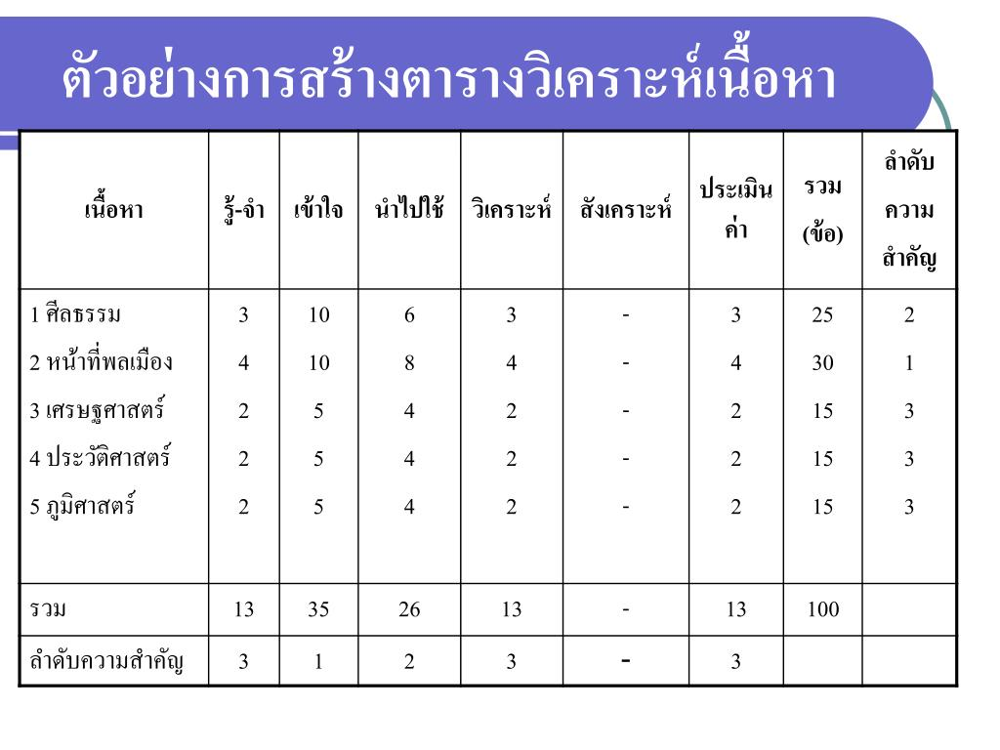 ตัวอย่างการสร้างตารางวิเคราะห์เนื้อหา
เนื้อหา รู้-จำ เข้าใจ นำไปใช้ วิเคราะห์ สังเคราะห์ ประเมินค่า รวม (ข้อ) ลำดับความสำคัญ
1 ศีลธรรม 3 10 6 3 - 3 25 2
2 หน้าที่พลเมือง 4 10 8 4 - 4 30 1
3 เศรษฐศาสตร์ 2 5 4 2 - 2 15 3
4 ประวัติศาสตร์ 2 5 4 2 - 2 15 3
5 ภูมิศาสตร์ 2 5 4 2 - 2 15 3
รวม 13 35 26 13 - 13 100
ลำดับความสำคัญ 3 1 2 3 - 3